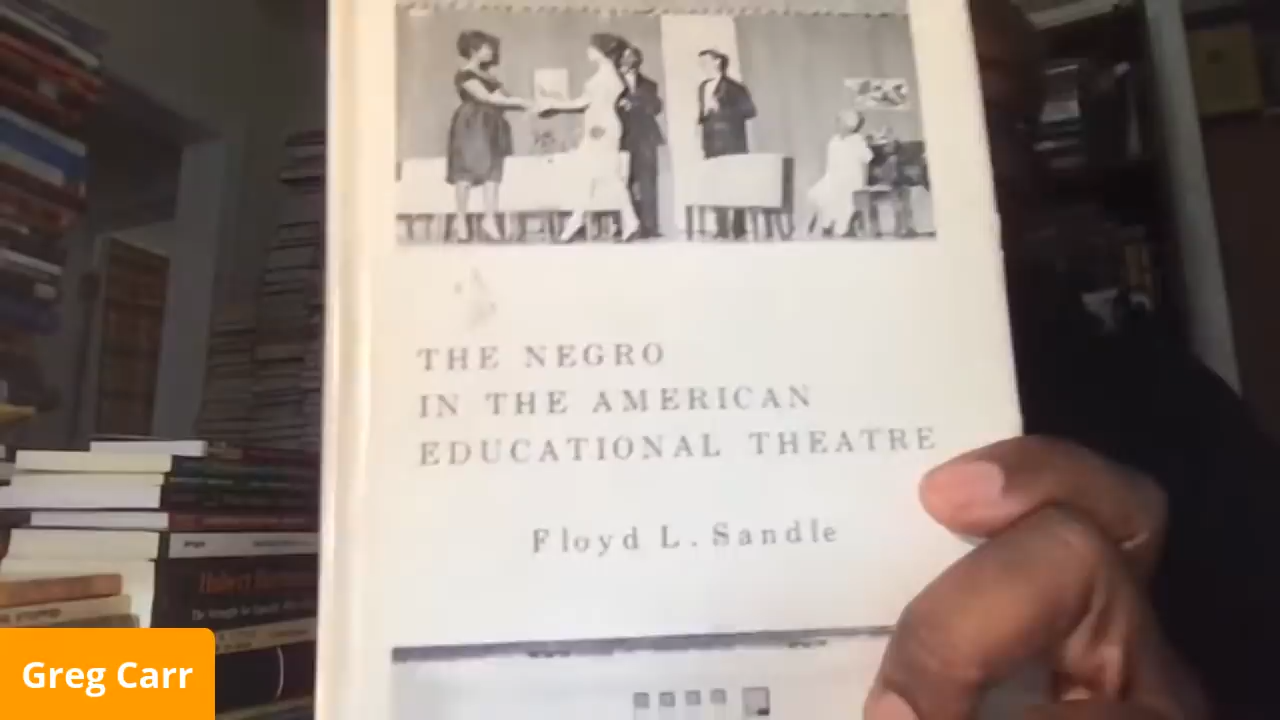 THE NEGRO
IN THE AMERICAN
EDUCATIONAL THEATRE
Floyd L. Sandle
Greg Carr